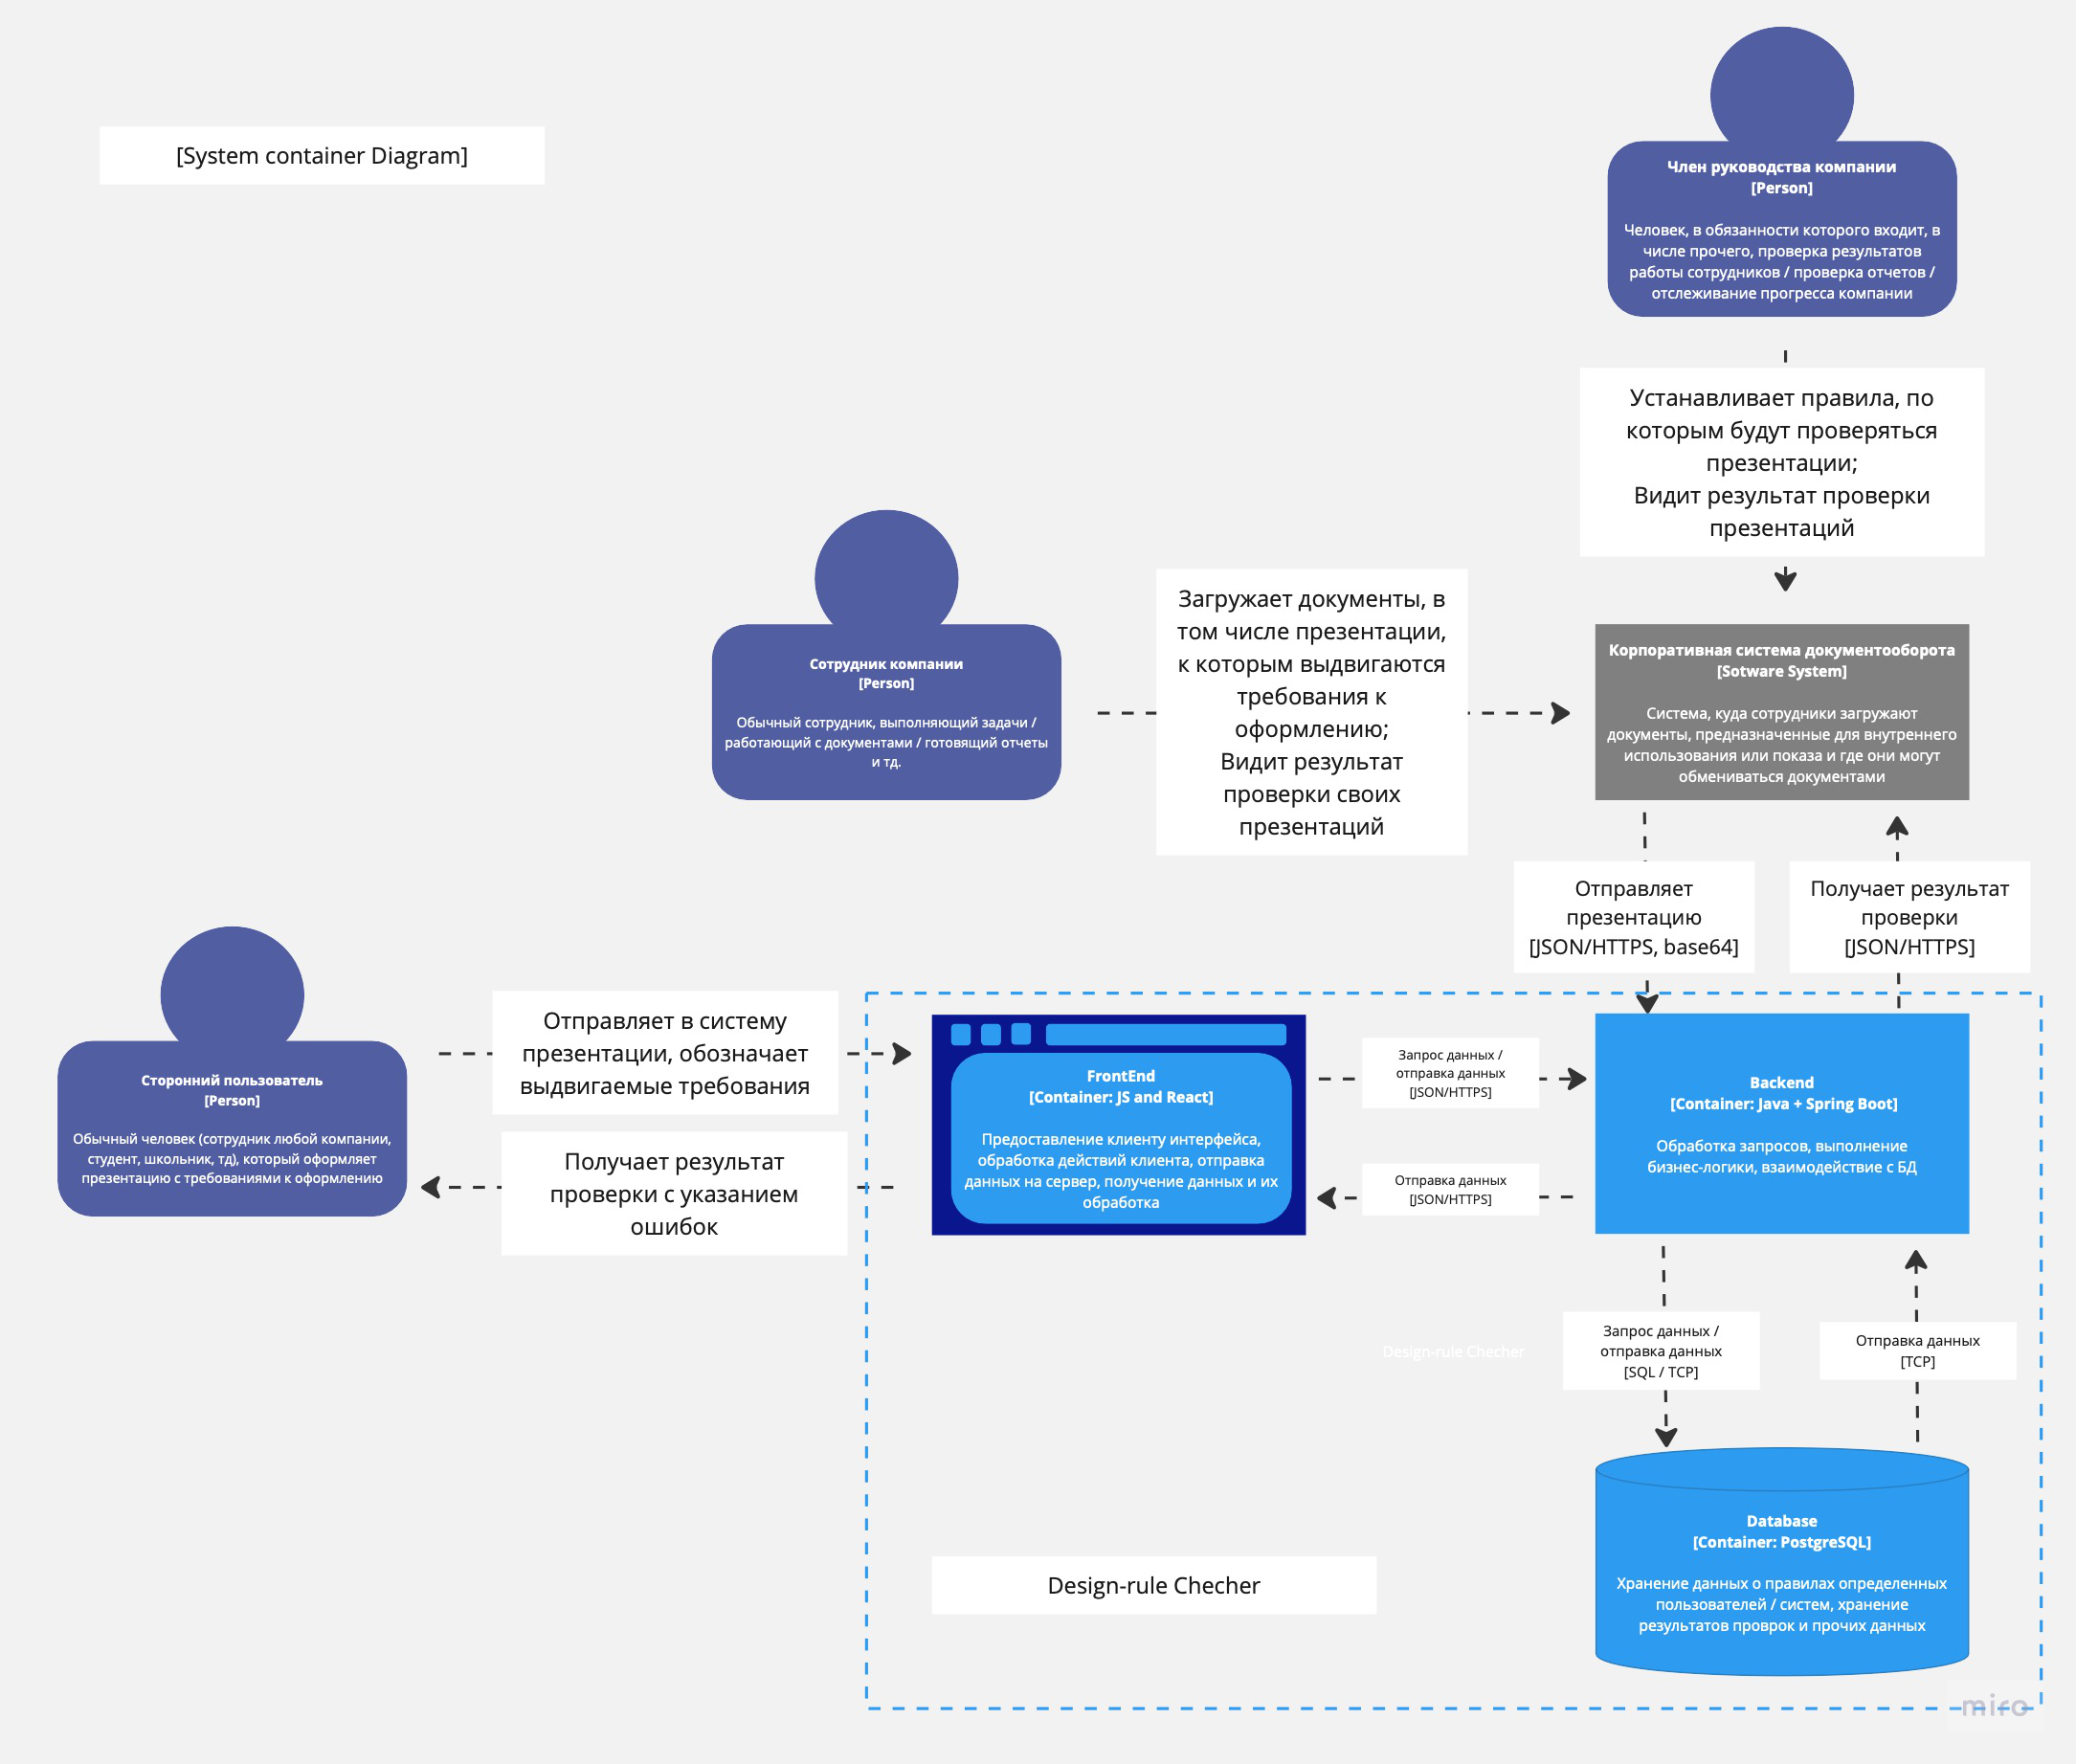 [System container Diagram]
Член руководства компании
[Person]
Человек, в обязанности которого входит, в
числе прочего, проверка результатов
работы сотрудников / проверка отчетов /
отслеживание прогресса компании
Устанавливает правила, по
которым будут проверяться
презентации;
Видит результат проверки
презентаций
Сотрудник компании
[Person]
Обычный сотрудник, выполняющий задачи /
работающий с документами / готовящий отчеты
и тд.
Загружает документы, в
том числе презентации,
к которым выдвигаются
требования к
оформлению;
Видит результат
проверки своих
презентаций
Корпоративная система документооборота
[Sotware System]
Система, куда сотрудники загружают
документы, предназначенные для внутреннего
использования или показа и где они могут
обмениваться документами
Отправляет
презентацию
[JSON/HTTPS, base64]
Получает результат
проверки
[JSON/HTTPS]
Сторонний пользователь
[Person]
Обычный человек (сотрудник любой компании,
студент, школьник, тд), который оформляет
презентацию с требованиями к оформлению
Отправляет в систему
презентации, обозначает
выдвигаемые требования
Получает результат
проверки с указанием
ошибок
FrontEnd
[Container: JS and React]
Предоставление клиенту интерфейса,
обработка действий клиента, отправка
данных на сервер, получение данных и их
обработка
Запрос данных /
отправка данных
[JSON/HTTPS]
Отправка данных
[JSON/HTTPS]
Backend
[Container: Java + Spring Boot]
Обработка запросов, выполнение
бизнес-логики, взаимодействие с БД
Design-rule Checher
Запрос данных /
отправка данных
[SQL / TCP]
Отправка данных
[TCP]
Database
[Container: PostgreSQL]
Хранение данных о правилах определенных
пользователей / систем, хранение
результатов проврок и прочих данных
Design-rule Checher
miro